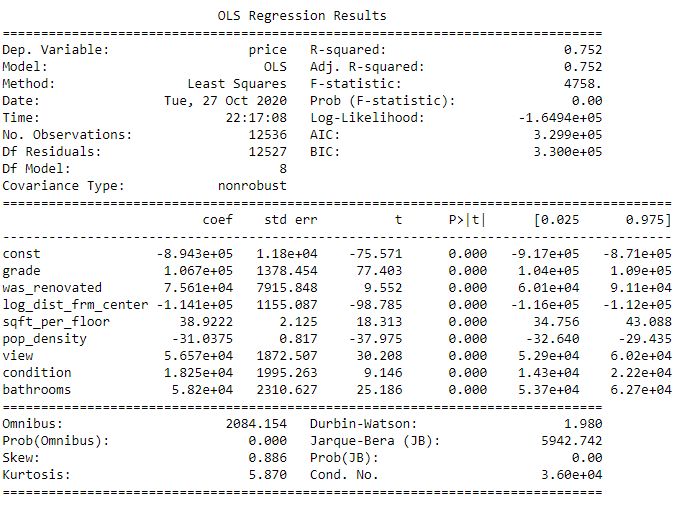 OLS Regression Results
==============================================================================
Dep. Variable:                  price   R-squared:                       0.752
Model:                            OLS   Adj. R-squared:                  0.752
Method:                 Least Squares   F-statistic:                     4758.
Date:                Tue, 27 Oct 2020   Prob (F-statistic):               0.00
Time:                        22:17:08   Log-Likelihood:            -1.6494e+05
No. Observations:               12536   AIC:                         3.299e+05
Df Residuals:                   12527   BIC:                         3.300e+05
Df Model:                           8
Covariance Type:            nonrobust
=======================================================================================
                          coef    std err          t      P>|t|      [0.025      0.975]
---------------------------------------------------------------------------------------
const               -8.943e+05   1.18e+04    -75.571      0.000   -9.17e+05   -8.71e+05
grade                1.067e+05   1378.454     77.403      0.000    1.04e+05    1.09e+05
was_renovated        7.561e+04   7915.848      9.552      0.000    6.01e+04    9.11e+04
log_dist_frm_center -1.141e+05   1155.087    -98.785      0.000   -1.16e+05   -1.12e+05
sqft_per_floor         38.9222      2.125     18.313      0.000      34.756      43.088
pop_density           -31.0375      0.817    -37.975      0.000     -32.640     -29.435
view                 5.657e+04   1872.507     30.208      0.000    5.29e+04    6.02e+04
condition            1.825e+04   1995.263      9.146      0.000    1.43e+04    2.22e+04
bathrooms             5.82e+04   2310.627     25.186      0.000    5.37e+04    6.27e+04
==============================================================================
Omnibus:                     2084.154   Durbin-Watson:                   1.980
Prob(Omnibus):                  0.000   Jarque-Bera (JB):             5942.742
Skew:                           0.886   Prob(JB):                         0.00
Kurtosis:                       5.870   Cond. No.                     3.60e+04
==============================================================================